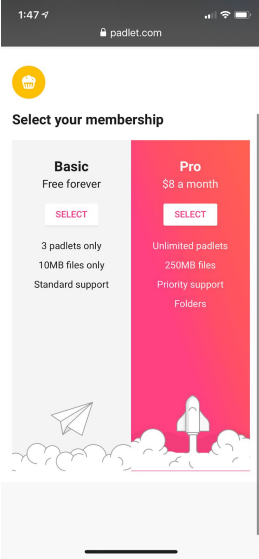 1:47
padlet.com
Select your membership
Basic
Free forever
SELECT
3 padlets only
10MB files only
Standard support
Pro
$8 a month
SELECT
Unlimited padlets
250MB files
Priority support
Folders